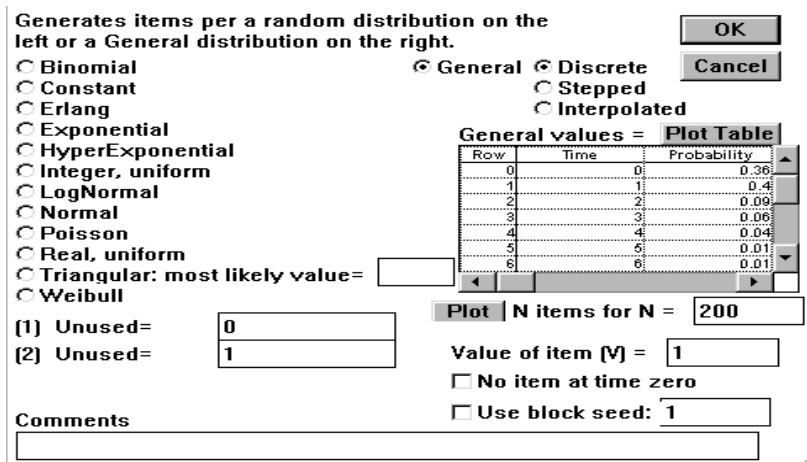 Generates items per a random distribution on the
left or a General distribution on the right.
OK
Cancel
Binomial
Constant
Erlang
Exponential
HyperExponential
Integer, uniform
LogNormal
Normal
Poisson
Real, uniform
Triangular: most likely value=
Weibull
General
Discrete
Stepped
Interpolated
General values = Plot Table
Row Time Probability
0 0 0.36
1 1 0.4
2 2 0.09
3 3 0.06
4 4 0.04
5 5 0.01
6 6 0.01
(1) Unused= 0
(2) Unused= 1
Plot N items for N = 200
Value of item (V) = 1
No item at time zero
Use block seed: 1
Comments